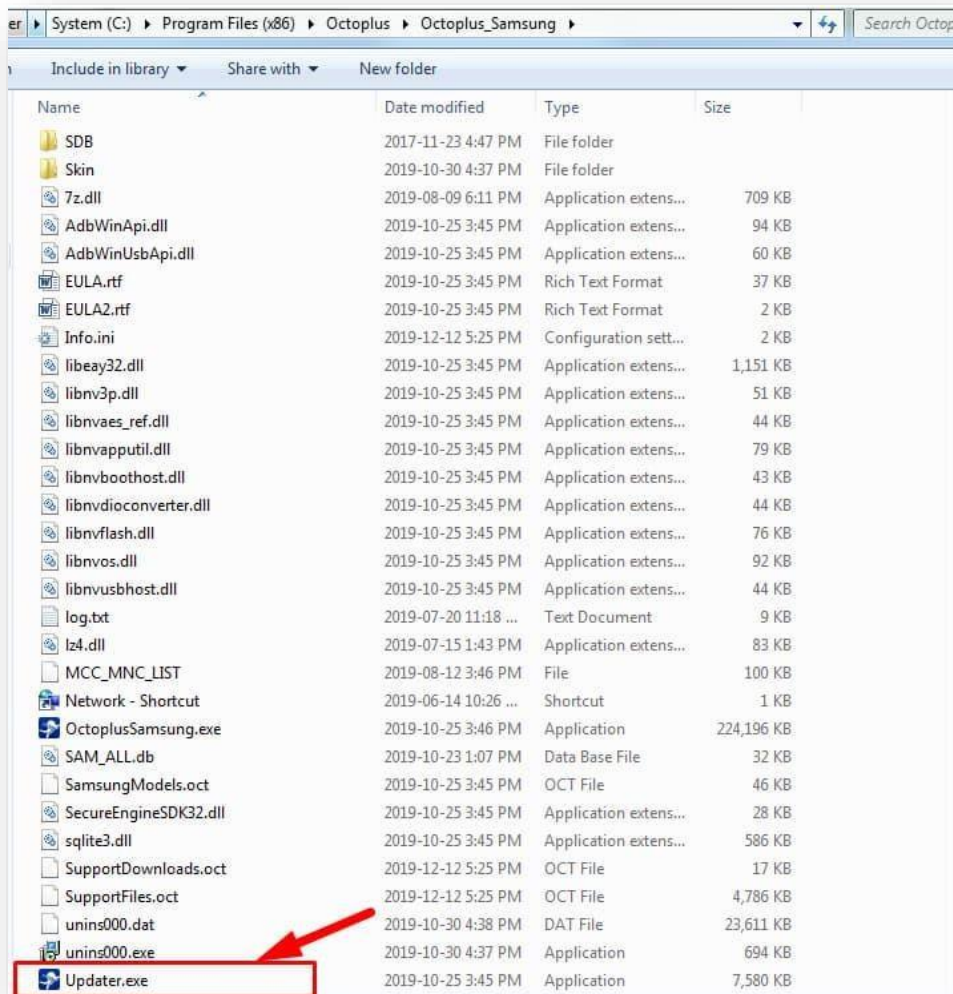 er ▸ System (C:) ▸ Program Files (x86) ▸ Octoplus ▸ Octoplus_Samsung ▸ Search Octop
Include in library Share with New folder
Name Date modified Type Size
SDB 2017-11-23 4:47 PM File folder
Skin 2019-10-30 4:37 PM File folder
7z.dll 2019-08-09 6:11 PM Application extens... 709 KB
AdbWinApi.dll 2019-10-25 3:45 PM Application extens... 94 KB
AdbWinUsbApi.dll 2019-10-25 3:45 PM Application extens... 60 KB
EULA.rtf 2019-10-25 3:45 PM Rich Text Format 37 KB
EULA2.rtf 2019-10-25 3:45 PM Rich Text Format 2 KB
Info.ini 2019-12-12 5:25 PM Configuration sett... 2 KB
libeay32.dll 2019-10-25 3:45 PM Application extens... 1,151 KB
libnv3p.dll 2019-10-25 3:45 PM Application extens... 51 KB
libnvaes_ref.dll 2019-10-25 3:45 PM Application extens... 44 KB
libnvapputil.dll 2019-10-25 3:45 PM Application extens... 79 KB
libnvboothost.dll 2019-10-25 3:45 PM Application extens... 43 KB
libnvdioconverter.dll 2019-10-25 3:45 PM Application extens... 44 KB
libnvflash.dll 2019-10-25 3:45 PM Application extens... 76 KB
libnvos.dll 2019-10-25 3:45 PM Application extens... 92 KB
libnvusbhost.dll 2019-10-25 3:45 PM Application extens... 44 KB
log.txt 2019-07-20 11:18 ... Text Document 9 KB
lz4.dll 2019-07-15 1:43 PM Application extens... 83 KB
MCC_MNC_LIST 2019-08-12 3:46 PM File 100 KB
Network - Shortcut 2019-06-14 10:26 ... Shortcut 1 KB
OctoplusSamsung.exe 2019-10-25 3:46 PM Application 224,196 KB
SAM_ALL.db 2019-10-23 1:07 PM Data Base File 32 KB
SamsungModels.oct 2019-10-25 3:45 PM OCT File 46 KB
SecureEngineSDK32.dll 2019-10-25 3:45 PM Application extens... 28 KB
sqlite3.dll 2019-10-25 3:45 PM Application extens... 586 KB
SupportDownloads.oct 2019-12-12 5:25 PM OCT File 17 KB
SupportFiles.oct 2019-12-12 5:25 PM OCT File 4,786 KB
unins000.dat 2019-10-30 4:38 PM DAT File 23,611 KB
unins000.exe 2019-10-30 4:37 PM Application 694 KB
Updater.exe 2019-10-25 3:45 PM Application 7,580 KB